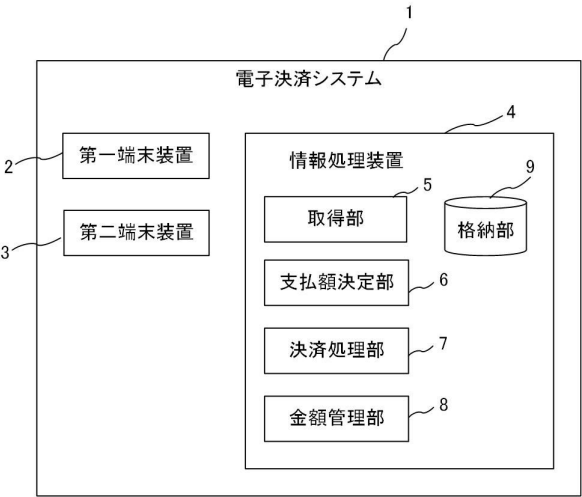 1
電子決済システム
4
2
第一端末装置
情報処理装置
5
9
取得部
格納部
3
第二端末装置
支払額決定部
6
決済処理部
7
金額管理部
8